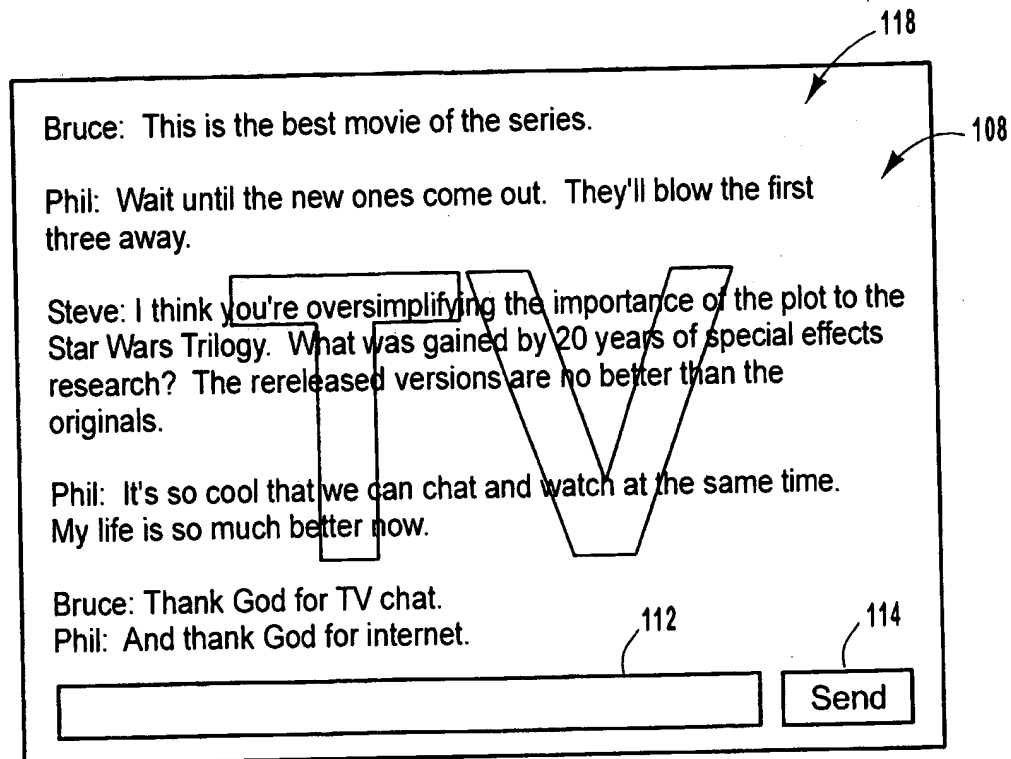 118
108
Bruce: This is the best movie of the series.
Phil: Wait until the new ones come out. They'll blow the first
three away.
TV
Steve: I think you're oversimplifying the importance of the plot to the
Star Wars Trilogy. What was gained by 20 years of special effects
research? The rereleased versions are no better than the
originals.
Phil: It's so cool that we can chat and watch at the same time.
My life is so much better now.
Bruce: Thank God for TV chat.
Phil: And thank God for internet.
112
114
Send